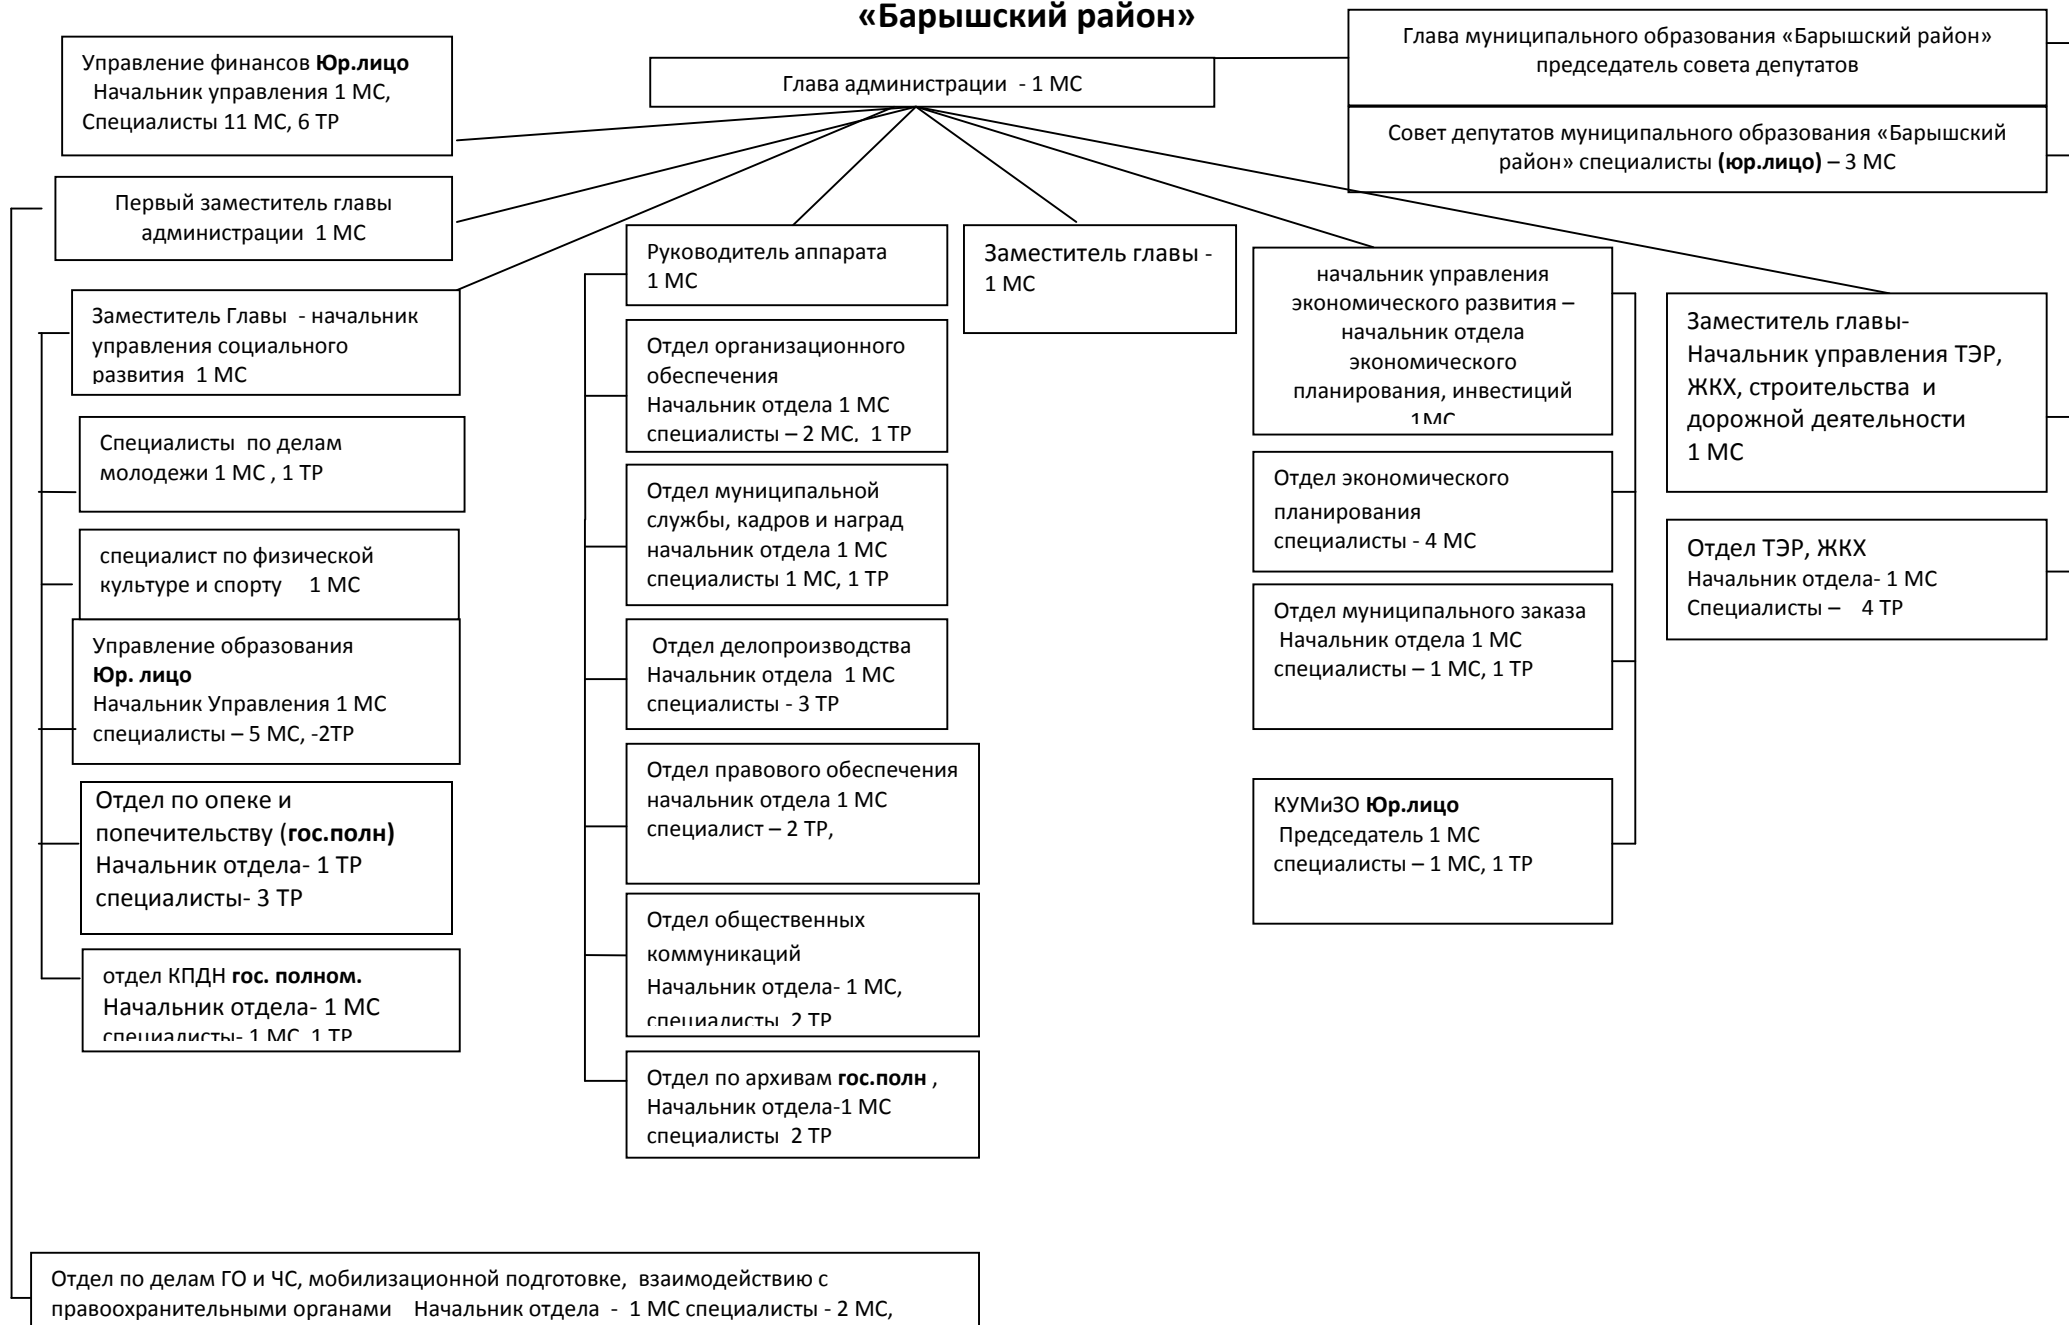 «Барышский район»
Управление финансов Юр.лицо
Начальник управления 1 МС,
Специалисты 11 МС, 6 ТР
Глава администрации - 1 МС
Глава муниципального образования «Барышский район»
председатель совета депутатов
Совет депутатов муниципального образования «Барышский
район» специалисты (юр.лицо) – 3 МС
Первый заместитель главы
администрации 1 МС
Заместитель Главы - начальник
управления социального
развития 1 МС
Специалисты по делам
молодежи 1 МС , 1 ТР
специалист по физической
культуре и спорту 1 МС
Управление образования
Юр. лицо
Начальник Управления 1 МС
специалисты – 5 МС, -2ТР
Отдел по опеке и
попечительству (гос.полн)
Начальник отдела- 1 ТР
специалисты- 3 ТР
отдел КПДН гос. полном.
Начальник отдела- 1 МС
специалисты- 1 МС, 1 ТР
Руководитель аппарата
1 МС
Отдел организационного
обеспечения
Начальник отдела 1 МС
специалисты – 2 МС, 1 ТР
Отдел муниципальной
службы, кадров и наград
начальник отдела 1 МС
специалисты 1 МС, 1 ТР
Отдел делопроизводства
Начальник отдела 1 МС
специалисты - 3 ТР
Отдел правового обеспечения
начальник отдела 1 МС
специалист – 2 ТР,
Отдел общественных
коммуникаций
Начальник отдела- 1 МС,
специалисты 2 ТР
Отдел по архивам гос.полн ,
Начальник отдела-1 МС
специалисты 2 ТР
Заместитель главы -
1 МС
начальник управления
экономического развития –
начальник отдела
экономического
планирования, инвестиций
1МС
Отдел экономического
планирования
специалисты - 4 МС
Отдел муниципального заказа
Начальник отдела 1 МС
специалисты – 1 МС, 1 ТР
КУМиЗО Юр.лицо
Председатель 1 МС
специалисты – 1 МС, 1 ТР
Заместитель главы-
Начальник управления ТЭР,
ЖКХ, строительства и
дорожной деятельности
1 МС
Отдел ТЭР, ЖКХ
Начальник отдела- 1 МС
Специалисты – 4 ТР
Отдел по делам ГО и ЧС, мобилизационной подготовке, взаимодействию с
правоохранительными органами Начальник отдела - 1 МС специалисты - 2 МС,